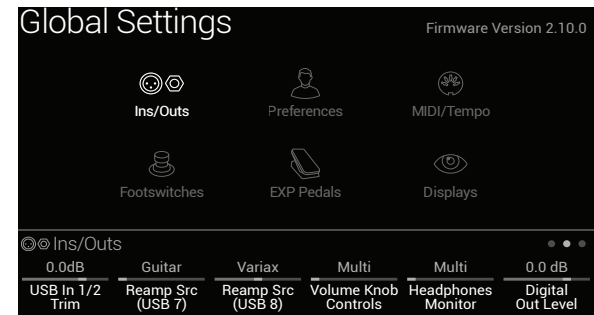 Global Settings
Firmware Version 2.10.0
Ins/Outs
Preferences
MIDI/Tempo
Footswitches
EXP Pedals
Displays
Ins/Outs
0.0dB Guitar Variax Multi Multi 0.0 dB
USB In 1/2 Reamp Src Reamp Src Volume Knob Headphones Digital
Trim (USB 7) (USB 8) Controls Monitor Out Level